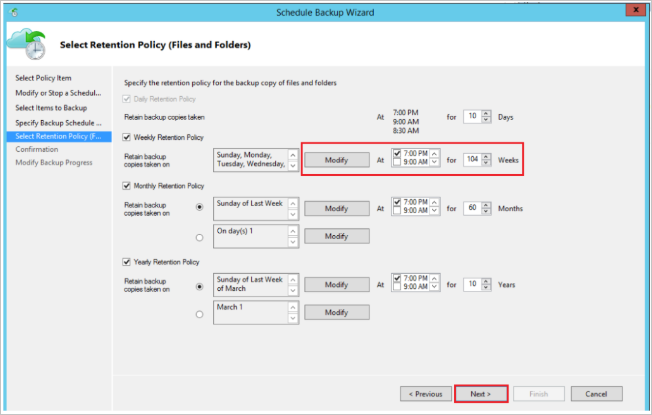 Schedule Backup Wizard
X
Select Retention Policy (Files and Folders)
Select Policy Item
Modify or Stop a Schedul...
Select Items to Backup
Specify Backup Schedule ...
Select Retention Policy (F...
Confirmation
Modify Backup Progress
Specify the retention policy for the backup copy of files and folders
Daily Retention Policy
Retain backup copies taken
At
7:00 PM
9:00 AM
8:30 AM
for
10
Days
Weekly Retention Policy
Retain backup
copies taken on
Sunday, Monday,
Tuesday, Wednesday,
Modify
At
7:00 PM
9:00 AM
for
104
Weeks
Monthly Retention Policy
Retain backup
copies taken on
Sunday of Last Week
Modify
At
7:00 PM
9:00 AM
for
60
Months
On day(s) 1
Modify
Yearly Retention Policy
Retain backup
copies taken on
Sunday of Last Week
of March
Modify
At
7:00 PM
9:00 AM
for
10
Years
March 1
Modify
< Previous
Next >
Finish
Cancel